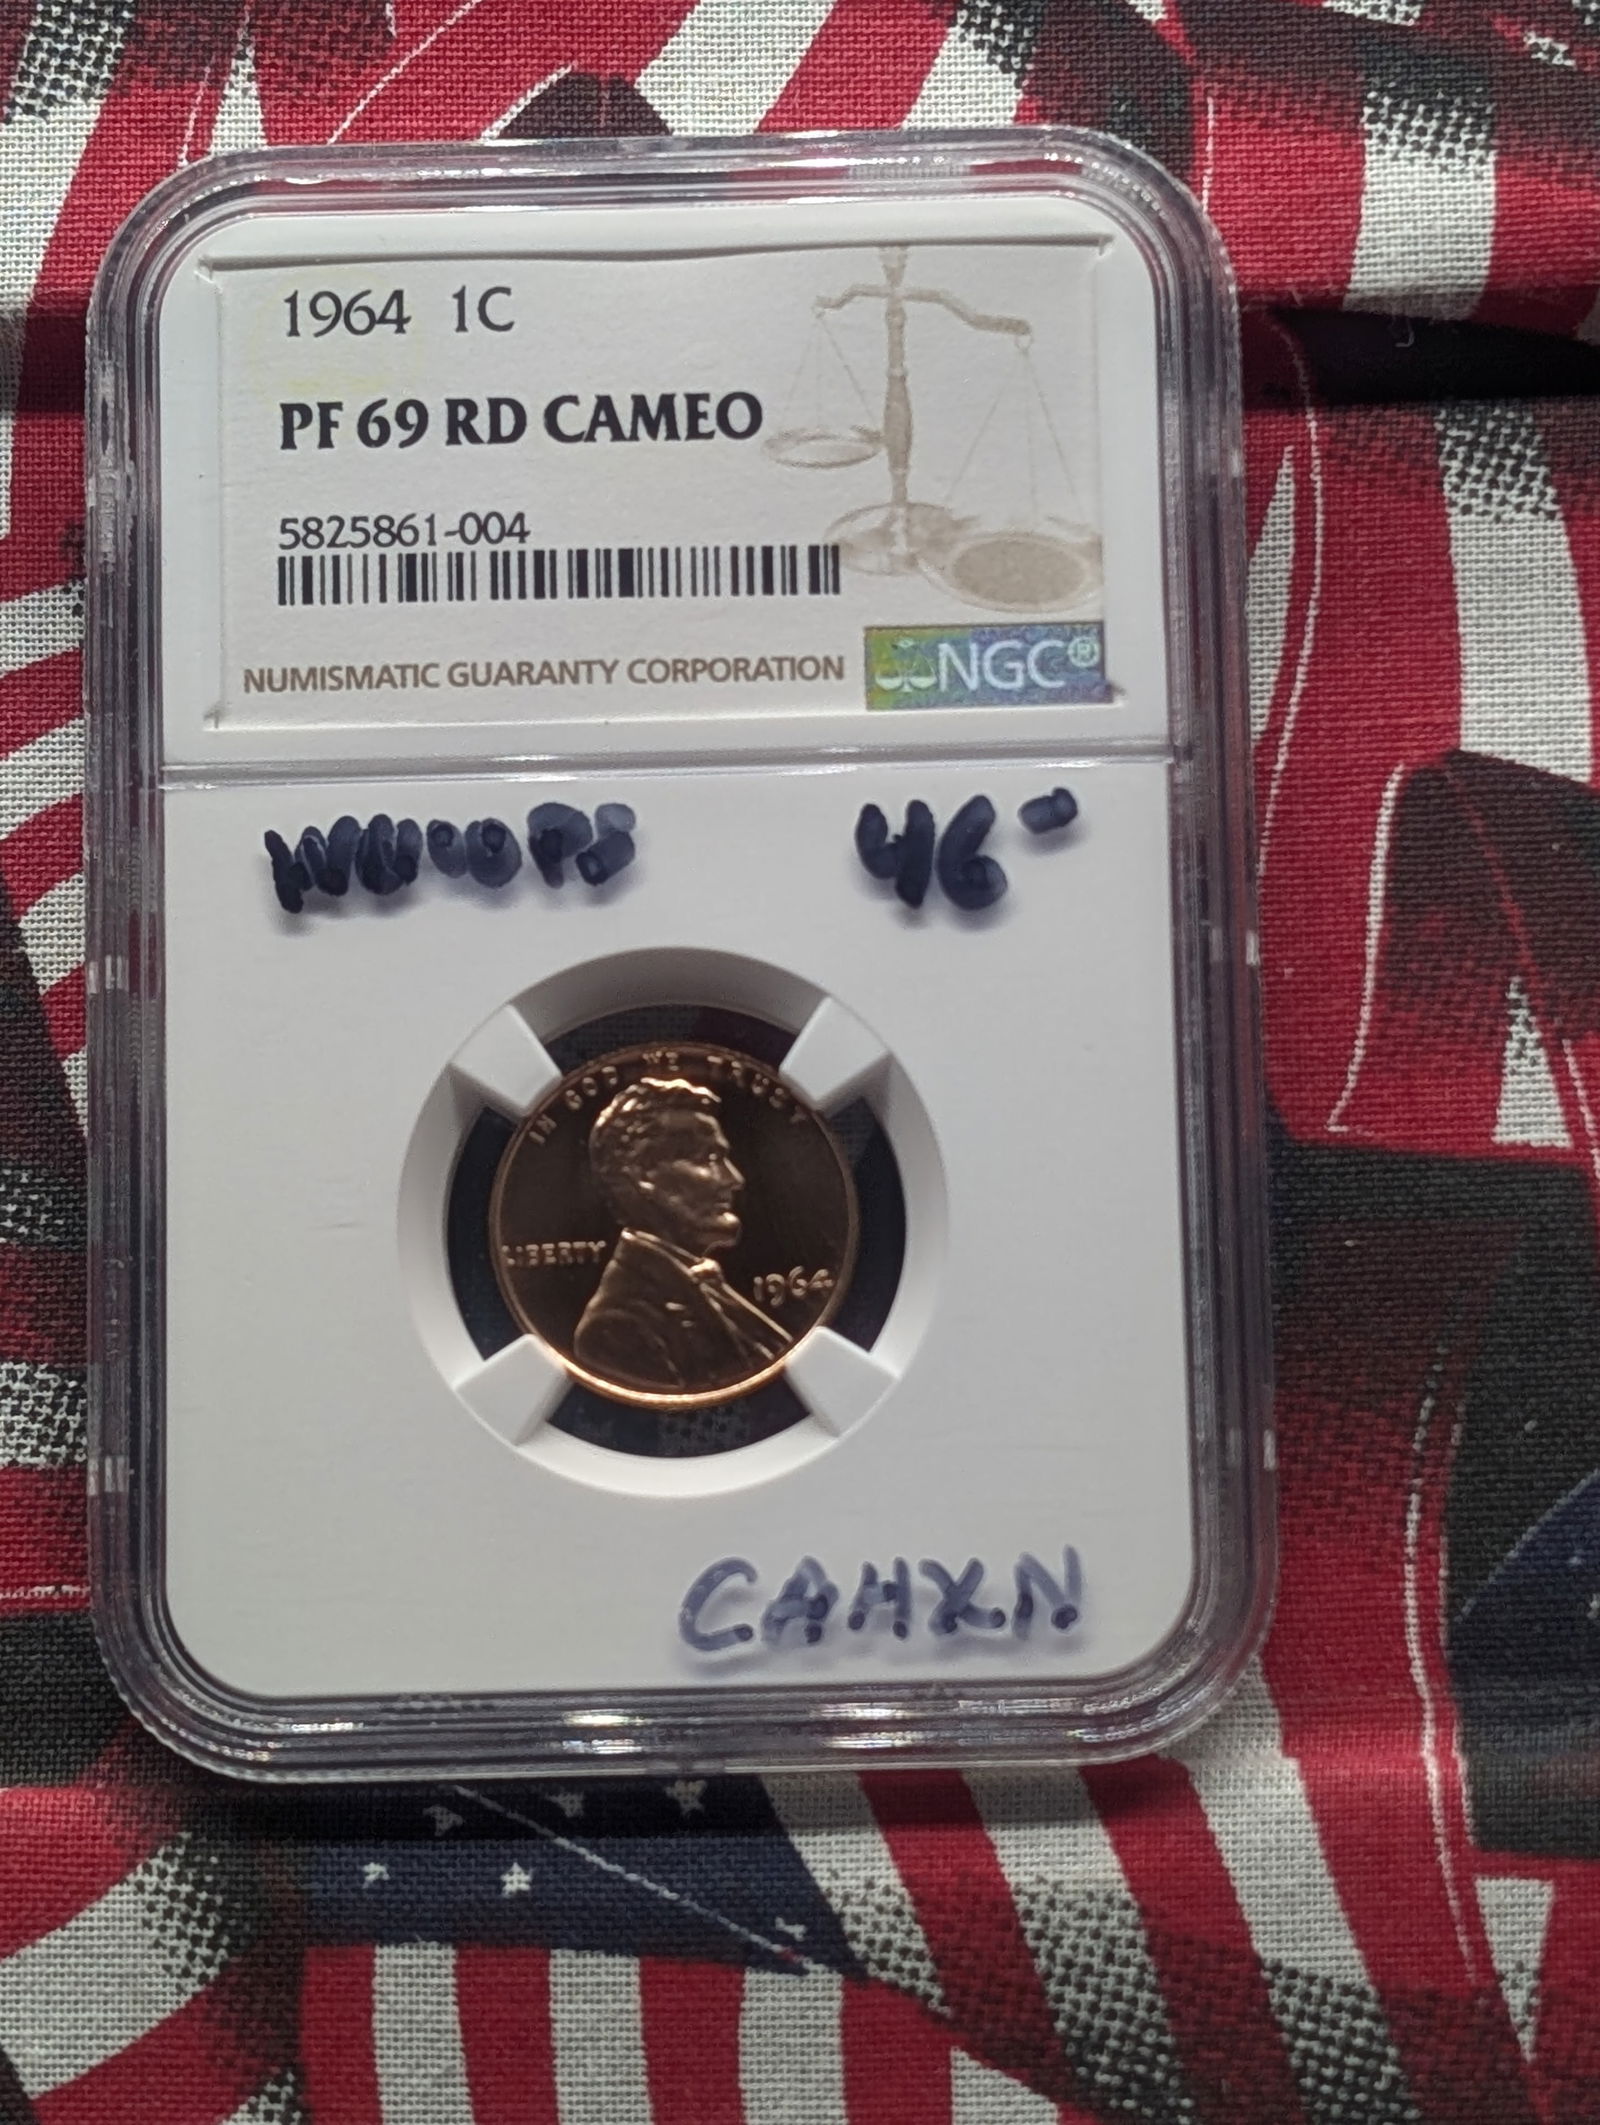 1964 1C
PF 69 RD CAMEO
5825861-004
NUMISMATIC GUARANTY CORPORATION NGC®
46-
IN GOD WE TRUST
LIBERTY
1964
CAHXN